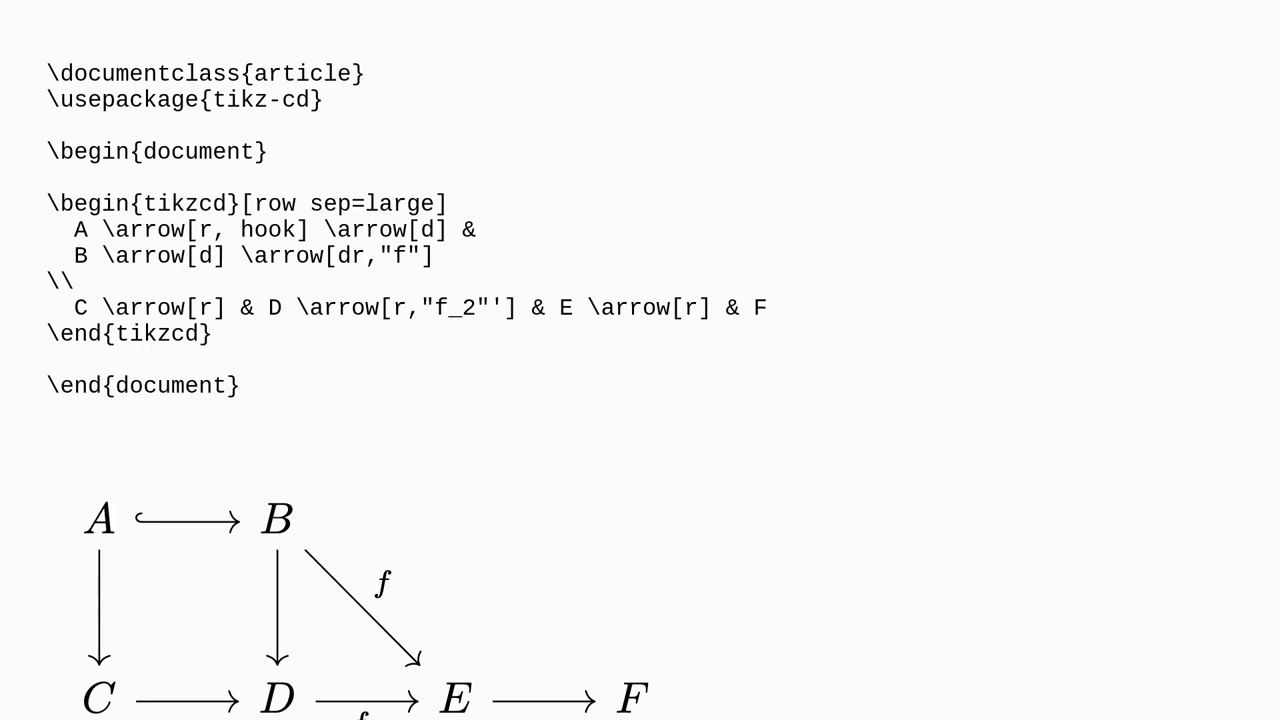 \documentclass{article}
\usepackage{tikz-cd}
\begin{document}
\begin{tikzcd}[row sep=large]
A \arrow[r, hook] \arrow[d] &
B \arrow[d] \arrow[dr,"f"]
\\
C \arrow[r] & D \arrow[r,"f_2"'] & E \arrow[r] & F
\end{tikzcd}
\end{document}
A B
f
C D E F